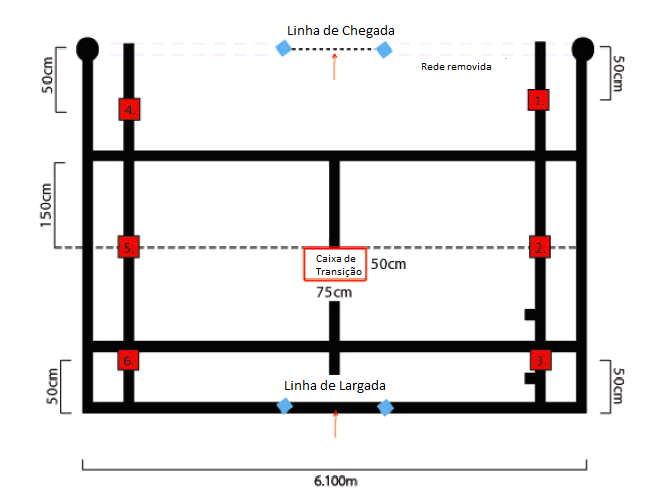 Linha de Chegada
Rede removida
50cm
50cm
4.
1.
150cm
5.
2.
Caixa de
Transição
50cm
75cm
6.
3.
50cm
Linha de Largada
50cm
6.100m